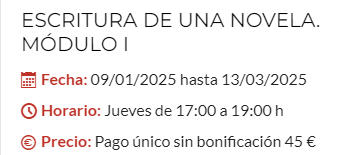 ESCRITURA DE UNA NOVELA.
MÓDULO I
Fecha: 09/01/2025 hasta 13/03/2025
Horario: Jueves de 17:00 a 19:00 h
Precio: Pago único sin bonificación 45 €